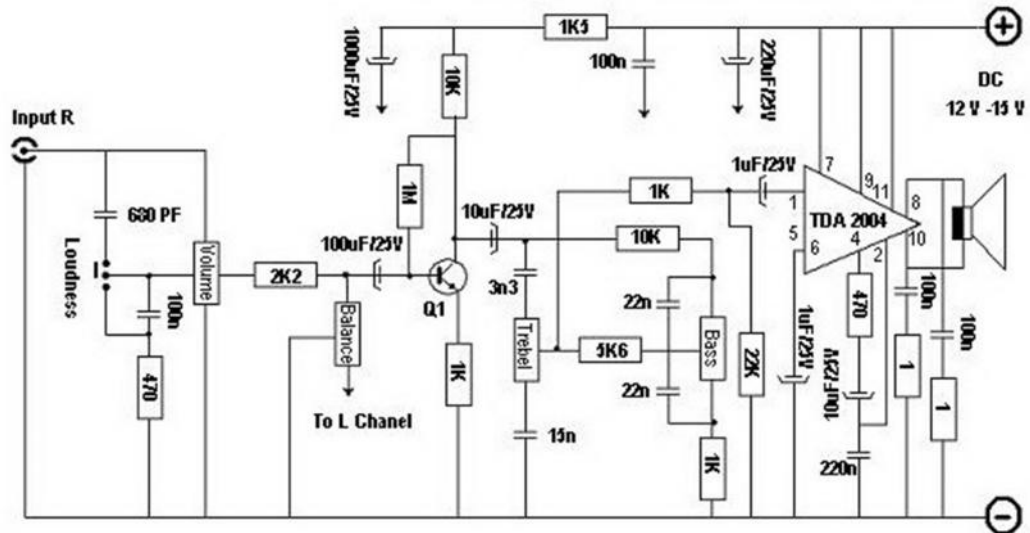 1K5
1000uF/25V
10K
100n
220uF/25V
DC
12 V -15 V
Input R
680 PF
Loudness
Volume
100n
470
2K2
100uF/25V
Balance
To L Chanel
1M
Q1
1K
10uF/25V
3n3
Trebel
15n
1K
10K
5K6
22n
22n
Bass
1K
22K
1uF/25V
1
5
6
7
9
11
8
10
4
2
TDA 2004
1uF/25V
470
10uF/25V
220n
100n
1
100n
1